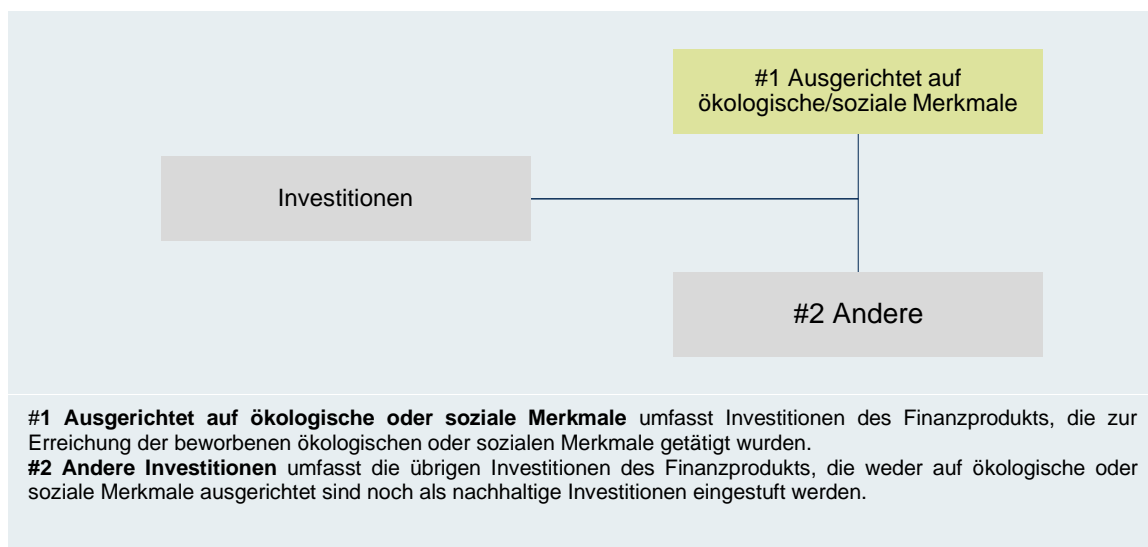 #1 Ausgerichtet auf
ökologische/soziale Merkmale
Investitionen
#2 Andere
#1 Ausgerichtet auf ökologische oder soziale Merkmale umfasst Investitionen des Finanzprodukts, die zur
Erreichung der beworbenen ökologischen oder sozialen Merkmale getätigt wurden.
#2 Andere Investitionen umfasst die übrigen Investitionen des Finanzprodukts, die weder auf ökologische oder
soziale Merkmale ausgerichtet sind noch als nachhaltige Investitionen eingestuft werden.